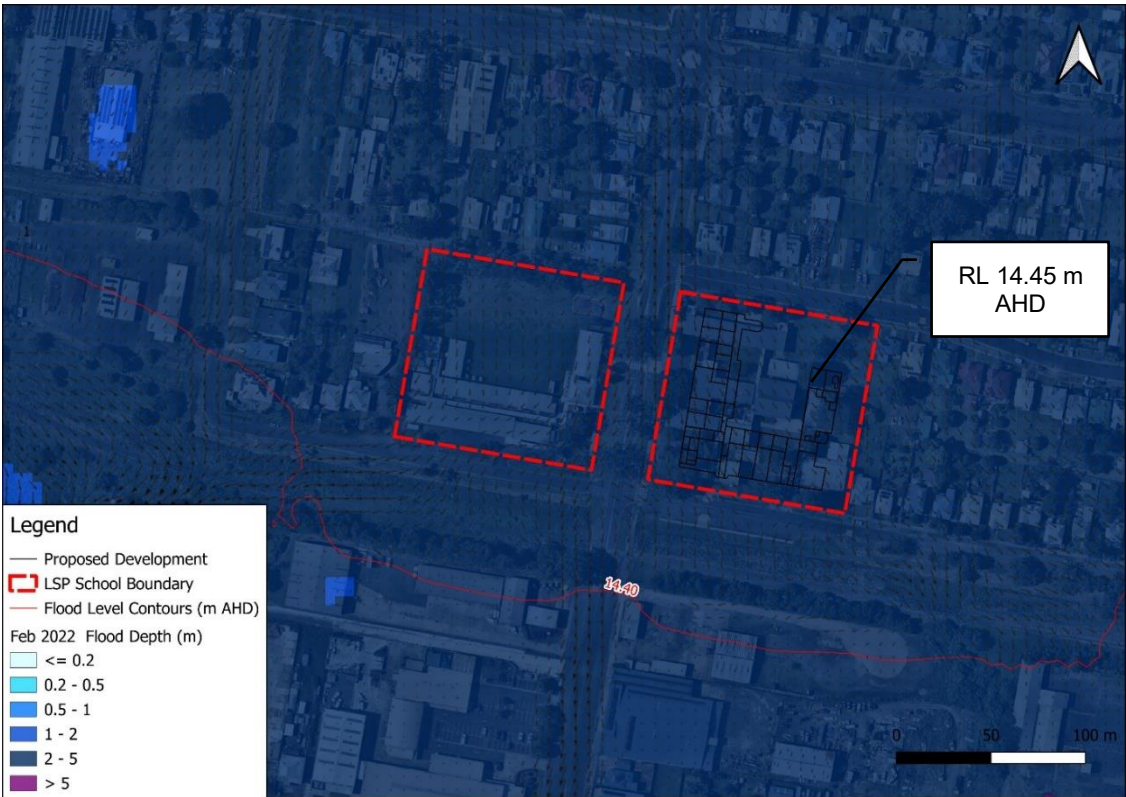 RL 14.45 m
AHD
14.40
Legend
Proposed Development
LSP School Boundary
Flood Level Contours (m AHD)
Feb 2022 Flood Depth (m)
<= 0.2
0.2 - 0.5
0.5 - 1
1 - 2
2 - 5
> 5
0 50 100 m